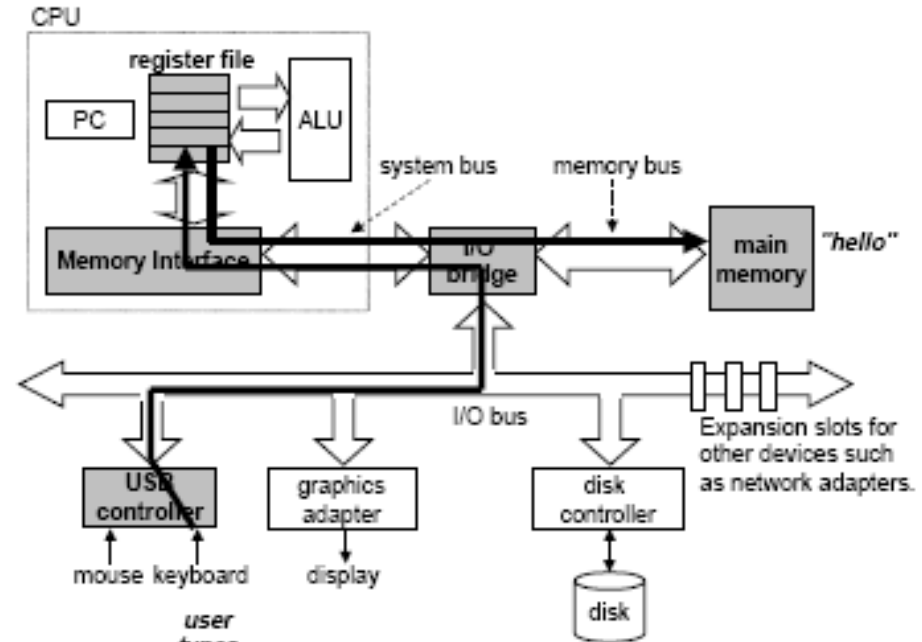 CPU
register file
PC
ALU
system bus
memory bus
Memory Interface
I/O
bridge
main
memory
"hello"
I/O bus
Expansion slots for
other devices such
as network adapters.
USB
controller
graphics
adapter
disk
controller
mouse keyboard
display
user
disk